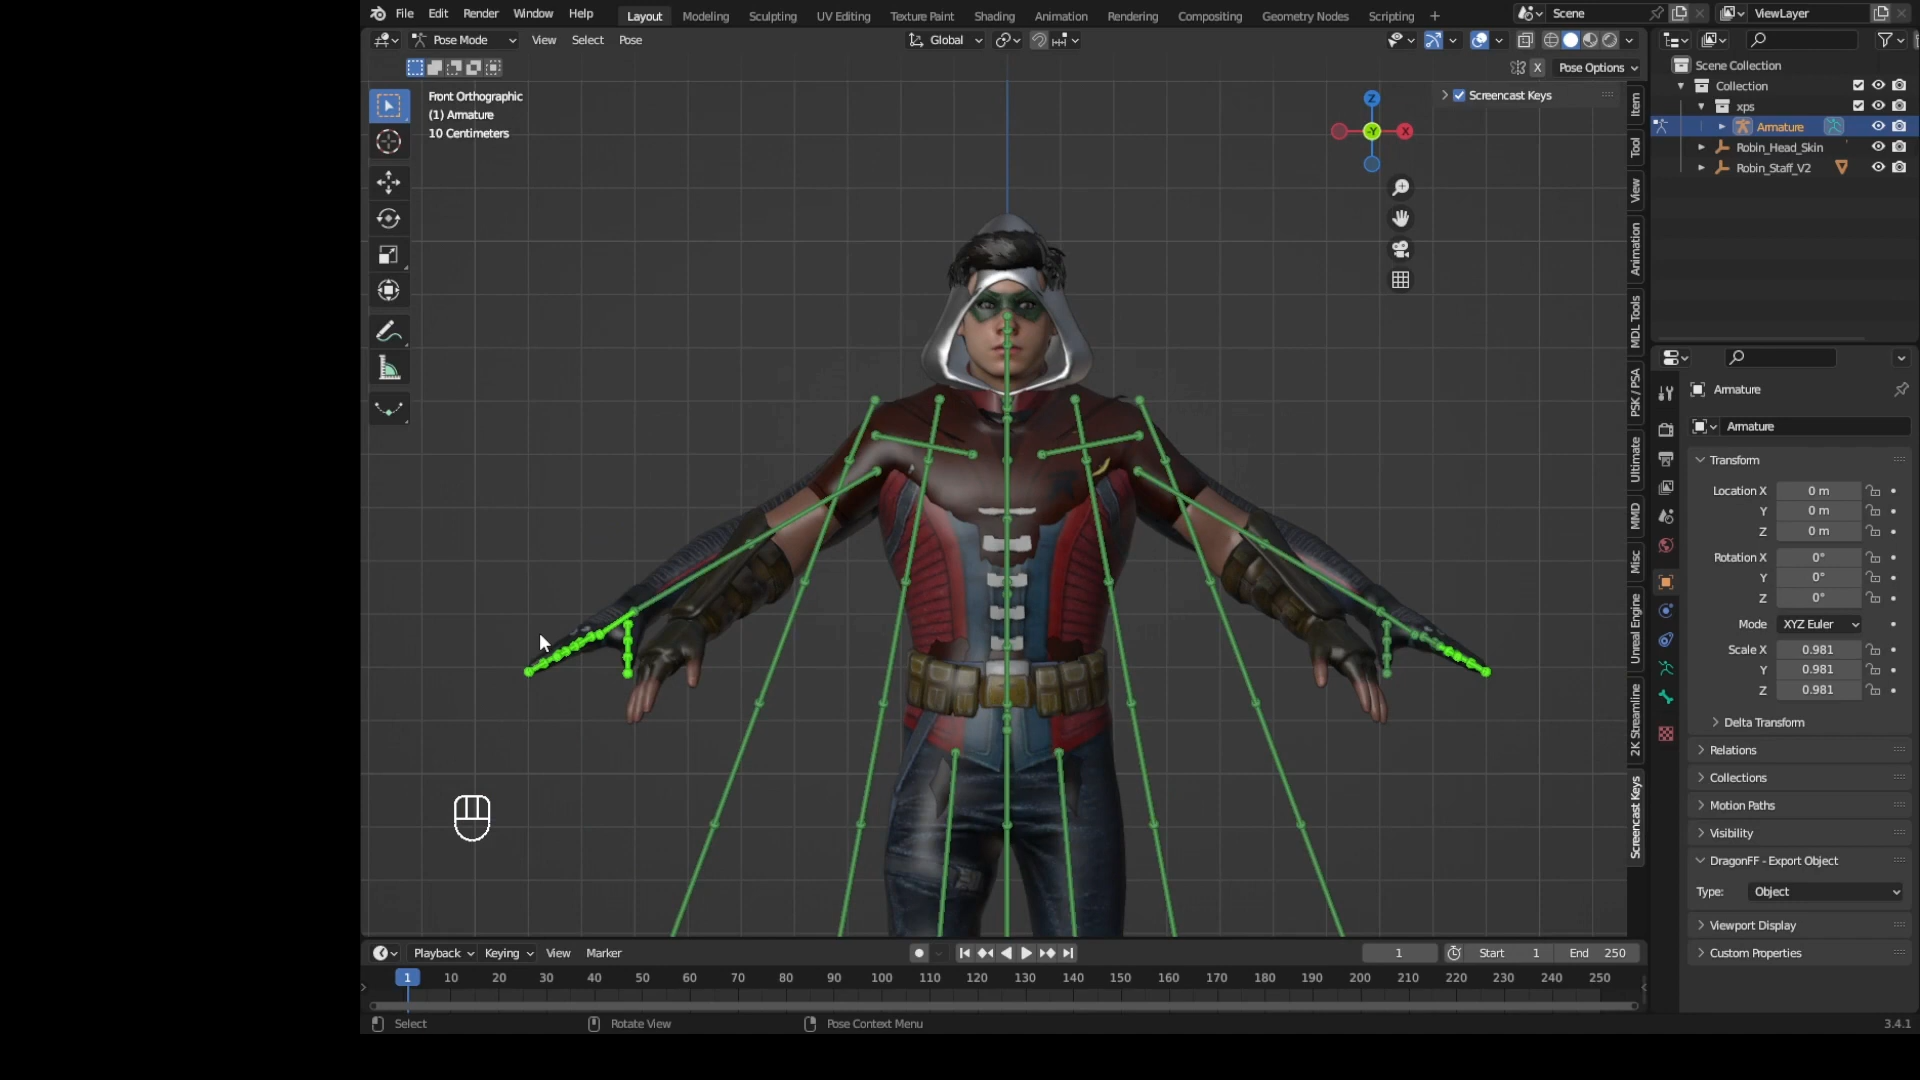 File Edit Render Window Help Layout Modeling Sculpting UV Editing Texture Paint Shading Animation Rendering Compositing Geometry Nodes Scripting + Scene ViewLayer
Pose Mode View Select Pose Global
X Pose Options
Front Orthographic
(1) Armature
10 Centimeters
Screencast Keys
Z
-Y
X
Item
Tool
View
Animation
MDL Tools
PSK / PSA
Ultimate
MMD
Misc
Unreal Engine
2K Streamline
Screencast Keys
Scene Collection
Collection
xps
Armature
Robin_Head_Skin
Robin_Staff_V2
Armature
Armature
Transform
Location X 0 m
Y 0 m
Z 0 m
Rotation X 0°
Y 0°
Z 0°
Mode XYZ Euler
Scale X 0.981
Y 0.981
Z 0.981
Delta Transform
Relations
Collections
Motion Paths
Visibility
DragonFF - Export Object
Type: Object
Viewport Display
Custom Properties
Playback Keying View Marker 1 Start 1 End 250
1 10 20 30 40 50 60 70 80 90 100 110 120 130 140 150 160 170 180 190 200 210 220 230 240 250
Select Rotate View Pose Context Menu 3.4.1